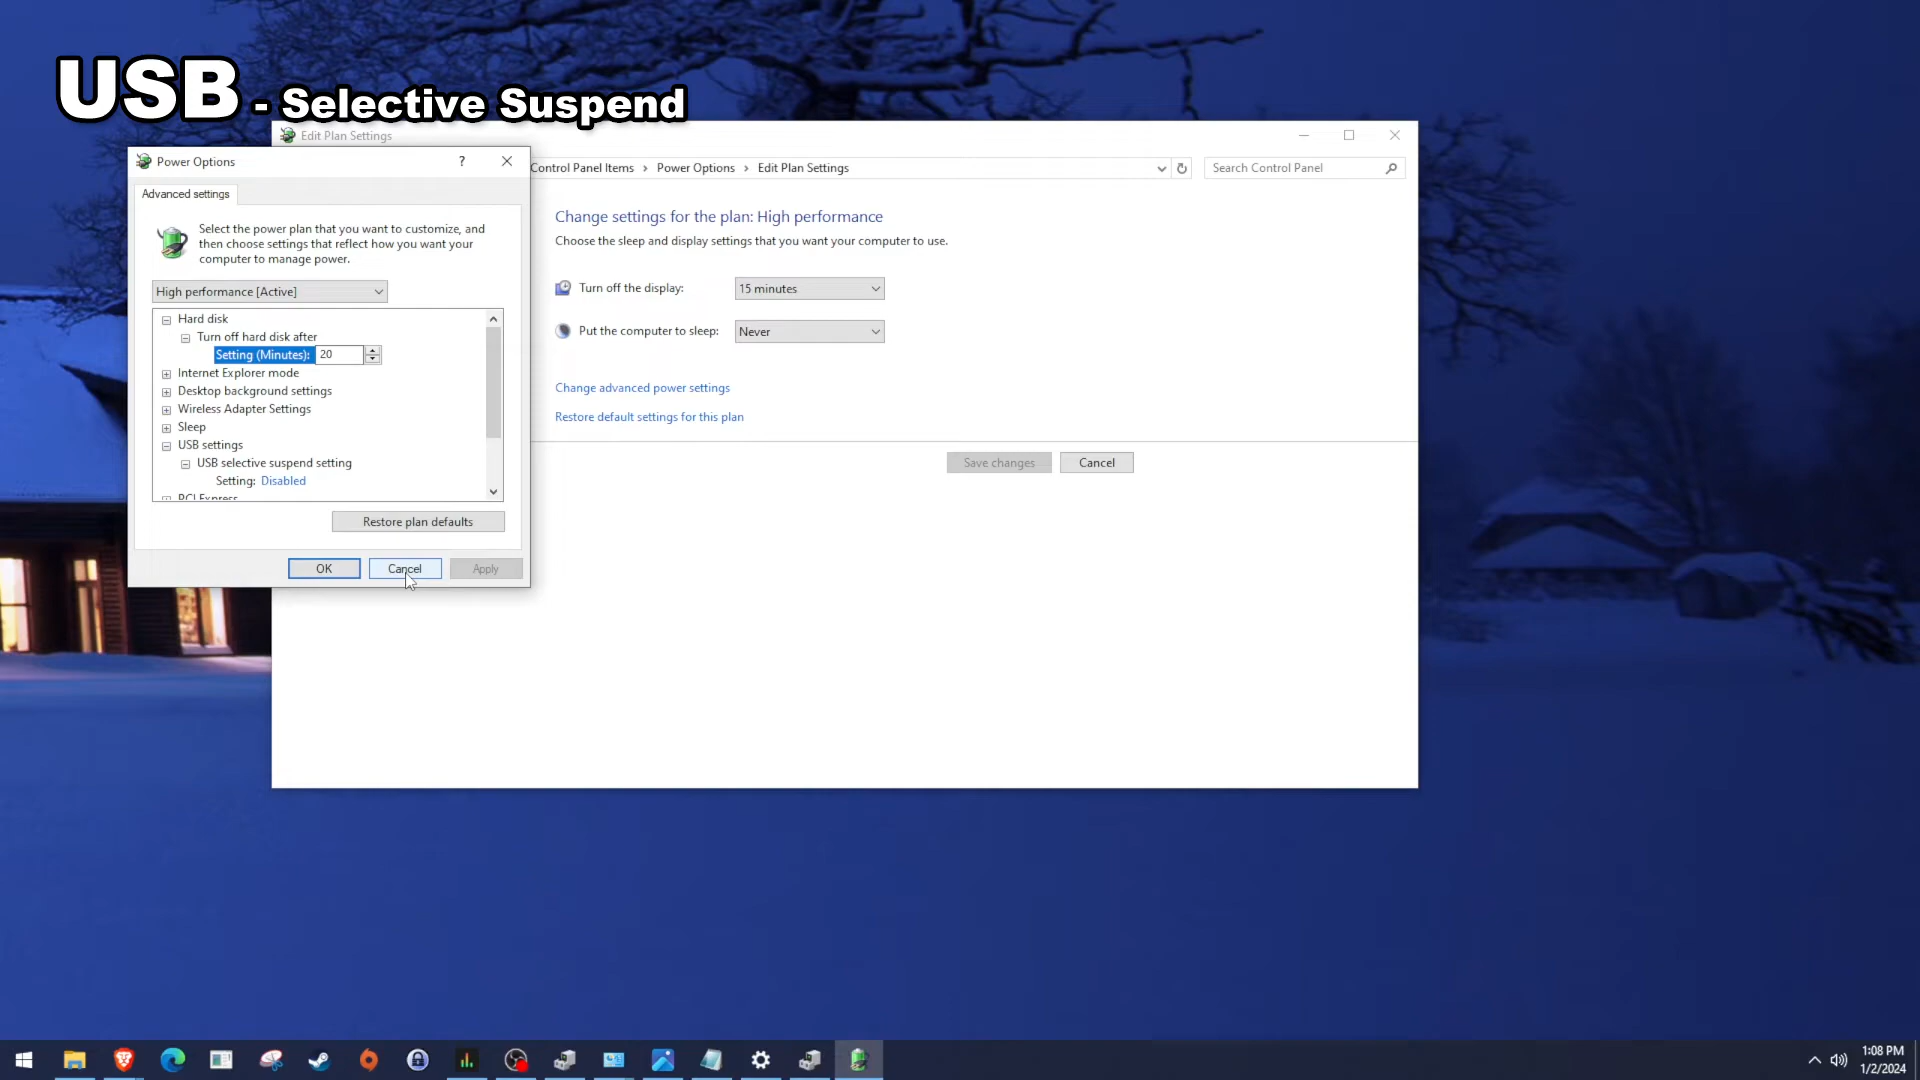 USB - Selective Suspend
Edit Plan Settings
Power Options
?
Control Panel Items > Power Options > Edit Plan Settings
Search Control Panel
Advanced settings
Select the power plan that you want to customize, and
then choose settings that reflect how you want your
computer to manage power.
High performance [Active]
Hard disk
Turn off hard disk after
Setting (Minutes): 20
Internet Explorer mode
Desktop background settings
Wireless Adapter Settings
Sleep
USB settings
USB selective suspend setting
Setting: Disabled
PCI Express
Restore plan defaults
OK
Cancel
Apply
Change settings for the plan: High performance
Choose the sleep and display settings that you want your computer to use.
Turn off the display: 15 minutes
Put the computer to sleep: Never
Change advanced power settings
Restore default settings for this plan
Save changes
Cancel
1:08 PM
1/2/2024